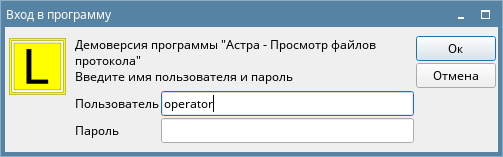 Вход в программу
L
Демоверсия программы "Астра - Просмотр файлов
протокола"
Введите имя пользователя и пароль
Ок
Отмена
Пользователь operator
Пароль